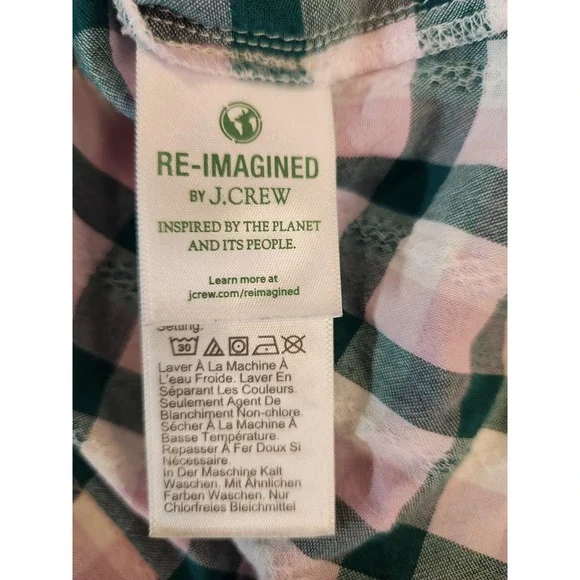 RE-IMAGINED
BY J.CREW
INSPIRED BY THE PLANET
AND ITS PEOPLE.
Learn more at
jcrew.com/reimagined
Setting.
30
Laver À La Machine À
L'eau Froide. Laver En
Séparant Les Couleurs.
Seulement Agent De
Blanchiment Non-chlore.
Sécher À La Machine À
Basse Température.
Repasser À Fer Doux Si
Nécessaire.
In Der Maschine Kalt
Waschen. Mit Ähnlichen
Farben Waschen. Nur
Chlorfreies Bleichmittel